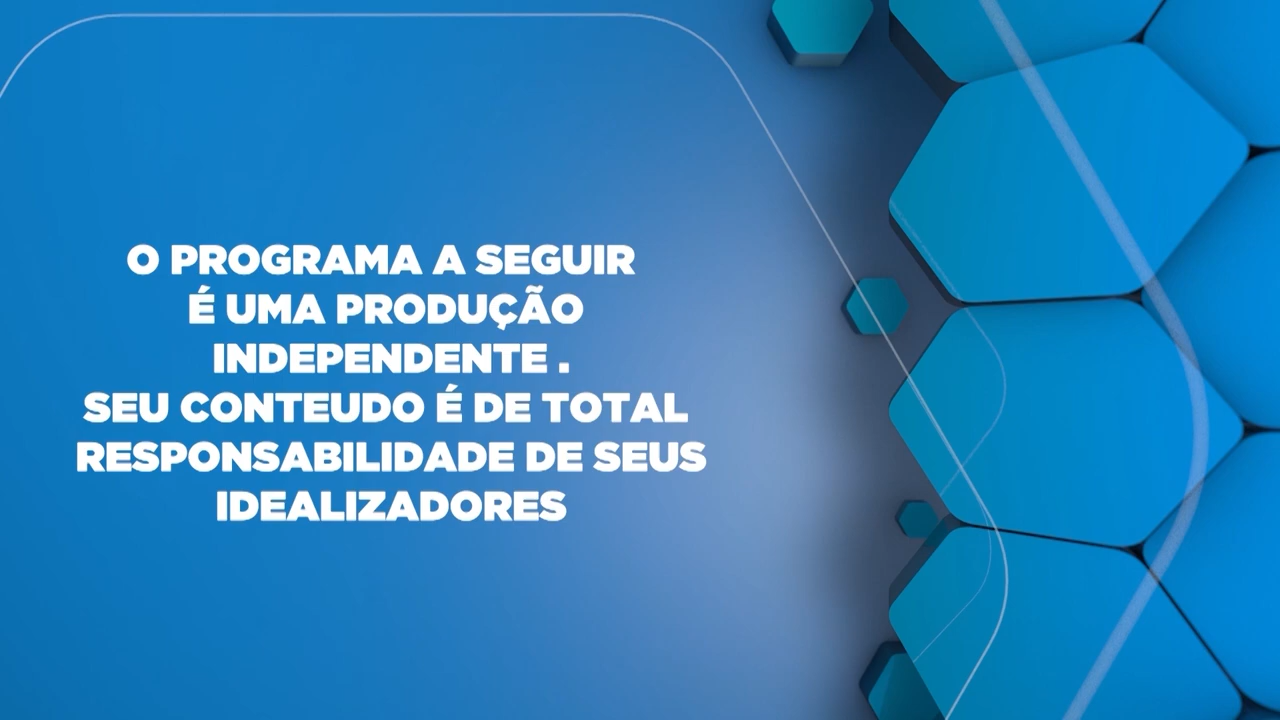 O PROGRAMA A SEGUIR
É UMA PRODUÇÃO
INDEPENDENTE .
SEU CONTEUDO É DE TOTAL
RESPONSABILIDADE DE SEUS
IDEALIZADORES